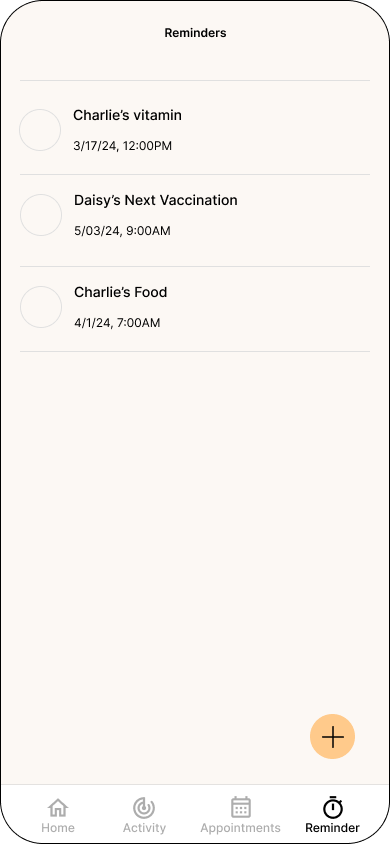 Reminders
Charlie’s vitamin
3/17/24, 12:00PM
Daisy’s Next Vaccination
5/03/24, 9:00AM
Charlie’s Food
4/1/24, 7:00AM
Home
Activity
Appointments
Reminder